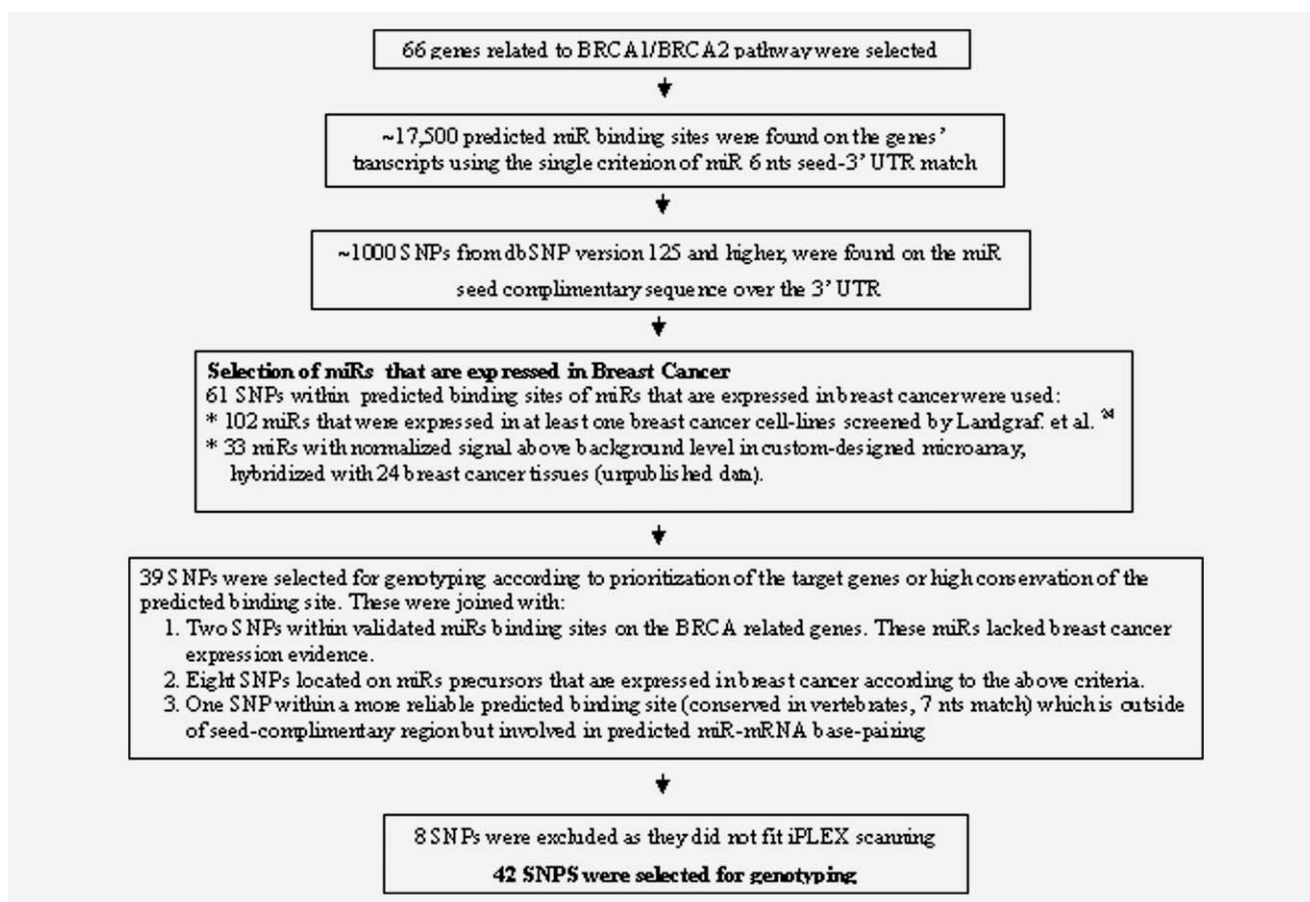 66 genes related to BRCA1/BRCA2 pathway were selected
~17,500 predicted miR binding sites were found on the genes'
transcripts using the single criterion of miR 6 nts seed-3' UTR match
~1000 SNPs from dbSNP version 125 and higher, were found on the miR
seed complimentary sequence over the 3' UTR
Selection of miRs that are expressed in Breast Cancer
61 SNPs within predicted binding sites of miRs that are expressed in breast cancer were used:
* 102 miRs that were expressed in at least one breast cancer cell-lines screened by Landgraf. et al.
* 33 miRs with normalized signal above background level in custom-designed microarray,
hybridized with 24 breast cancer tissues (unpublished data).
39 SNPs were selected for genotyping according to prioritization of the target genes or high conservation of the
predicted binding site. These were joined with:
1. Two SNPs within validated miRs binding sites on the BRCA related genes. These miRs lacked breast cancer
expression evidence.
2. Eight SNPs located on miRs precursors that are expressed in breast cancer according to the above criteria.
3. One SNP within a more reliable predicted binding site (conserved in vertebrates, 7 nts match) which is outside
of seed-complimentary region but involved in predicted miR-mRNA base-pairing
8 SNPs were excluded as they did not fit iPLEX scanning
42 SNPS were selected for genotyping